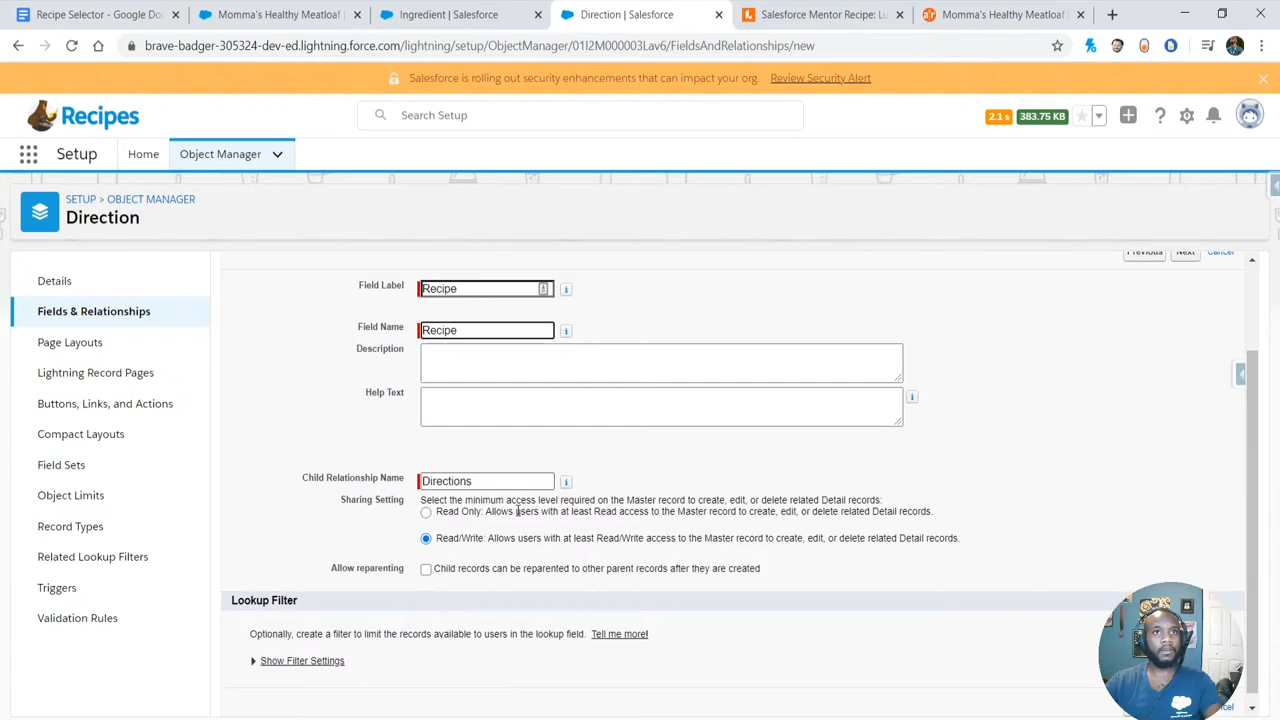 Recipe Selector - Google Do
Momma's Healthy Meatloaf
Ingredient | Salesforce
Direction | Salesforce
Salesforce Mentor Recipe: Lu
Momma's Healthy Meatloaf
brave-badger-305324-dev-ed.lightning.force.com/lightning/setup/ObjectManager/01I2M000003Lav6/FieldsAndRelationships/new
Salesforce is rolling out security enhancements that can impact your org. Review Security Alert
Recipes
Search Setup
2.1 s
383.75 KB
Setup
Home
Object Manager
SETUP > OBJECT MANAGER
Direction
Details
Fields & Relationships
Page Layouts
Lightning Record Pages
Buttons, Links, and Actions
Compact Layouts
Field Sets
Object Limits
Record Types
Related Lookup Filters
Triggers
Validation Rules
Previous Next Cancel
Field Label Recipe
Field Name Recipe
Description
Help Text
Child Relationship Name Directions
Sharing Setting Select the minimum access level required on the Master record to create, edit, or delete related Detail records:
Read Only: Allows users with at least Read access to the Master record to create, edit, or delete related Detail records.
Read/Write: Allows users with at least Read/Write access to the Master record to create, edit, or delete related Detail records.
Allow reparenting Child records can be reparented to other parent records after they are created
Lookup Filter
Optionally, create a filter to limit the records available to users in the lookup field. Tell me more!
Show Filter Settings